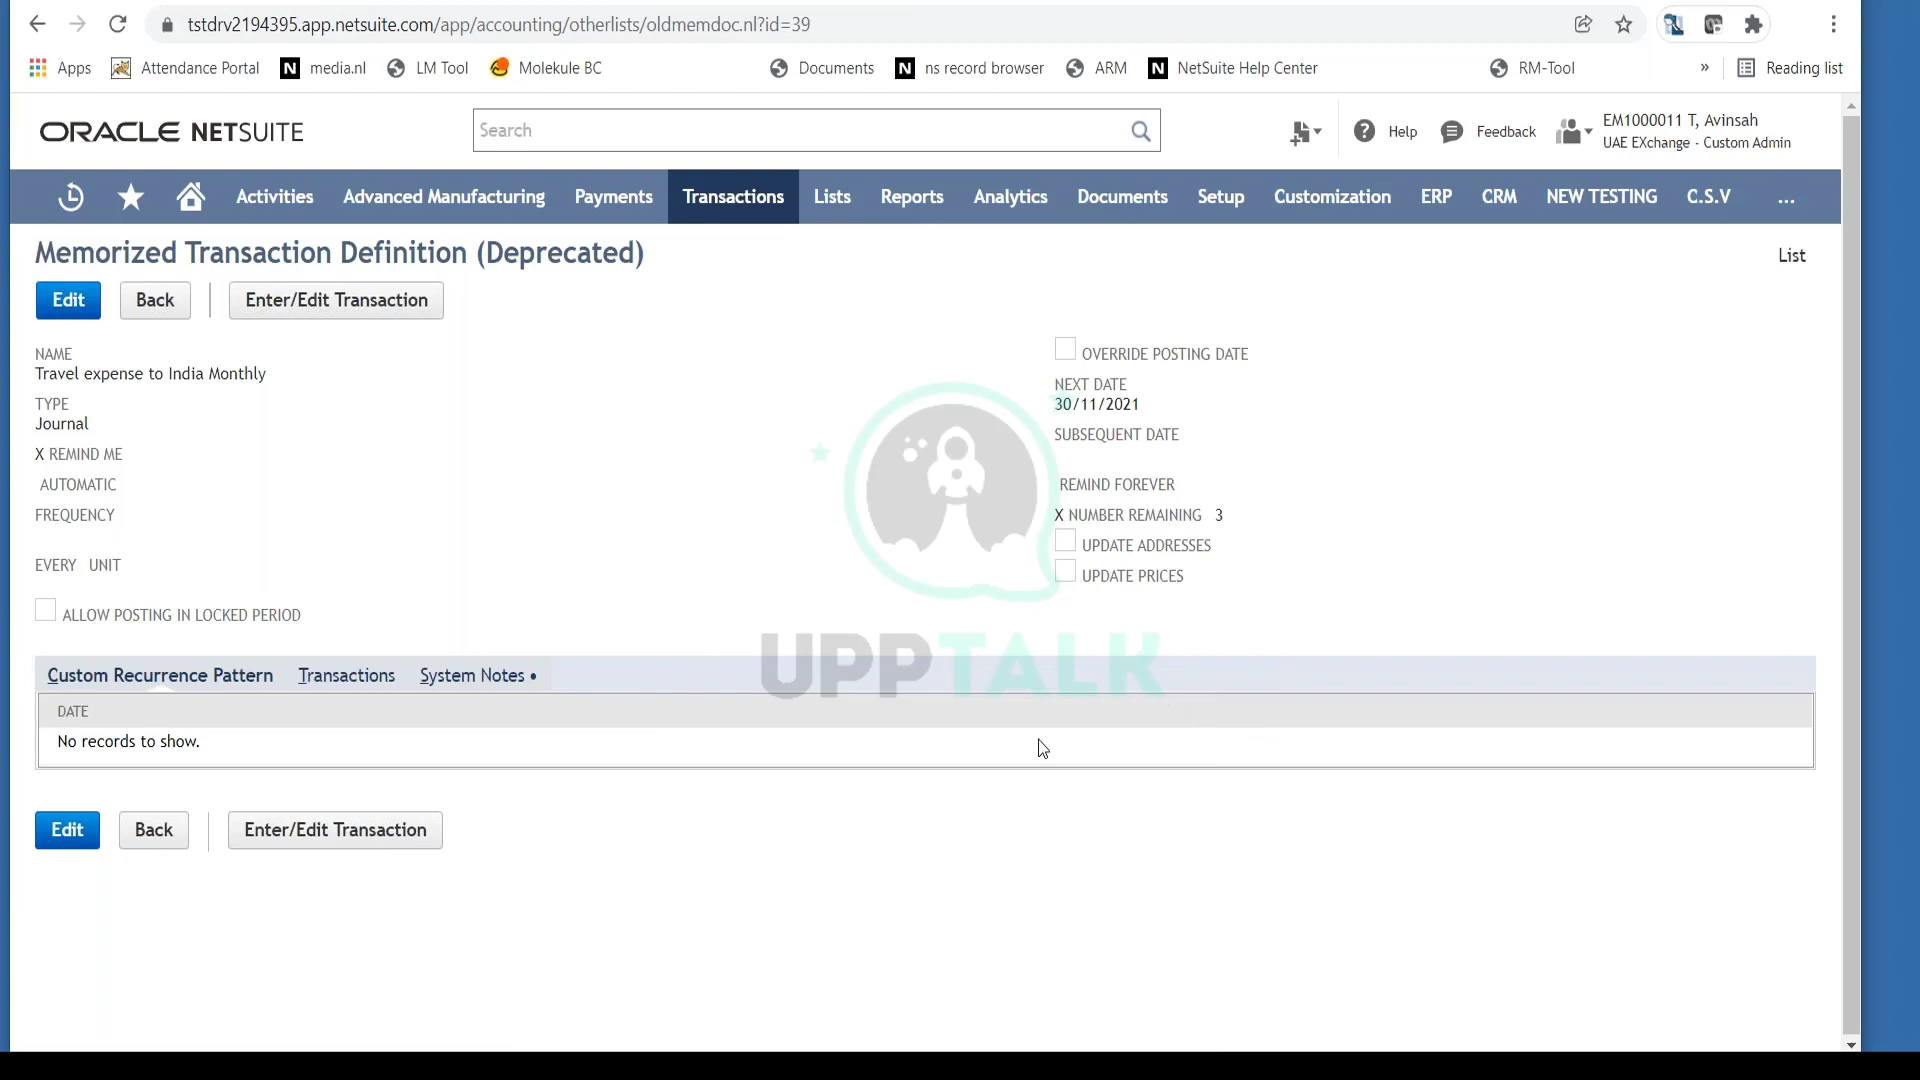 tstdrv2194395.app.netsuite.com/app/accounting/otherlists/oldmemdoc.nl?id=39
Apps Attendance Portal N media.nl LM Tool Molekule BC Documents N ns record browser ARM N NetSuite Help Center RM-Tool » Reading list
ORACLE NETSUITE
Search
Help
Feedback
EM1000011 T, Avinsah
UAE EXchange - Custom Admin
Activities Advanced Manufacturing Payments Transactions Lists Reports Analytics Documents Setup Customization ERP CRM NEW TESTING C.S.V ...
Memorized Transaction Definition (Deprecated)
List
Edit Back Enter/Edit Transaction
NAME
Travel expense to India Monthly
TYPE
Journal
X REMIND ME
AUTOMATIC
FREQUENCY
EVERY UNIT
ALLOW POSTING IN LOCKED PERIOD
OVERRIDE POSTING DATE
NEXT DATE
30/11/2021
SUBSEQUENT DATE
REMIND FOREVER
X NUMBER REMAINING 3
UPDATE ADDRESSES
UPDATE PRICES
UPPTALK
Custom Recurrence Pattern Transactions System Notes •
DATE
No records to show.
Edit Back Enter/Edit Transaction